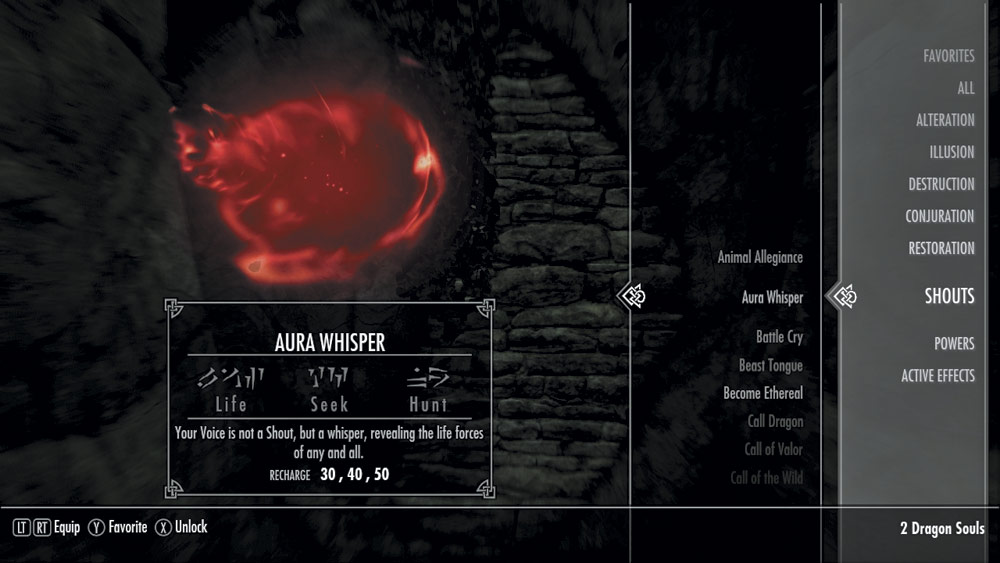 FAVORITES
ALL
ALTERATION
ILLUSION
DESTRUCTION
CONJURATION
RESTORATION
SHOUTS
POWERS
ACTIVE EFFECTS
Animal Allegiance
Aura Whisper
Battle Cry
Beast Tongue
Become Ethereal
Call Dragon
Call of Valor
Call of the Wild
AURA WHISPER
Life Seek Hunt
Your Voice is not a Shout, but a whisper, revealing the life forces
of any and all.
RECHARGE 30 , 40 , 50
LT RT Equip Y Favorite X Unlock
2 Dragon Souls